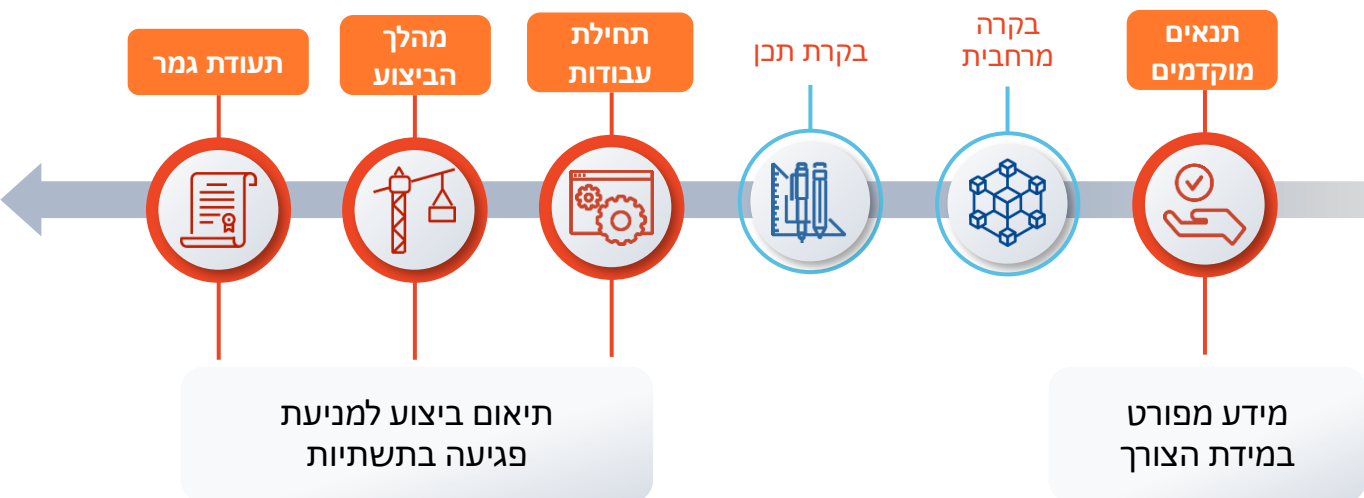 תנאים
מוקדמים
בקרה
מרחבית
בקרת תכן
תחילת
עבודות
מהלך
הביצוע
תעודת גמר
מידע מפורט
במידת הצורך
תיאום ביצוע למניעת
פגיעה בתשתיות